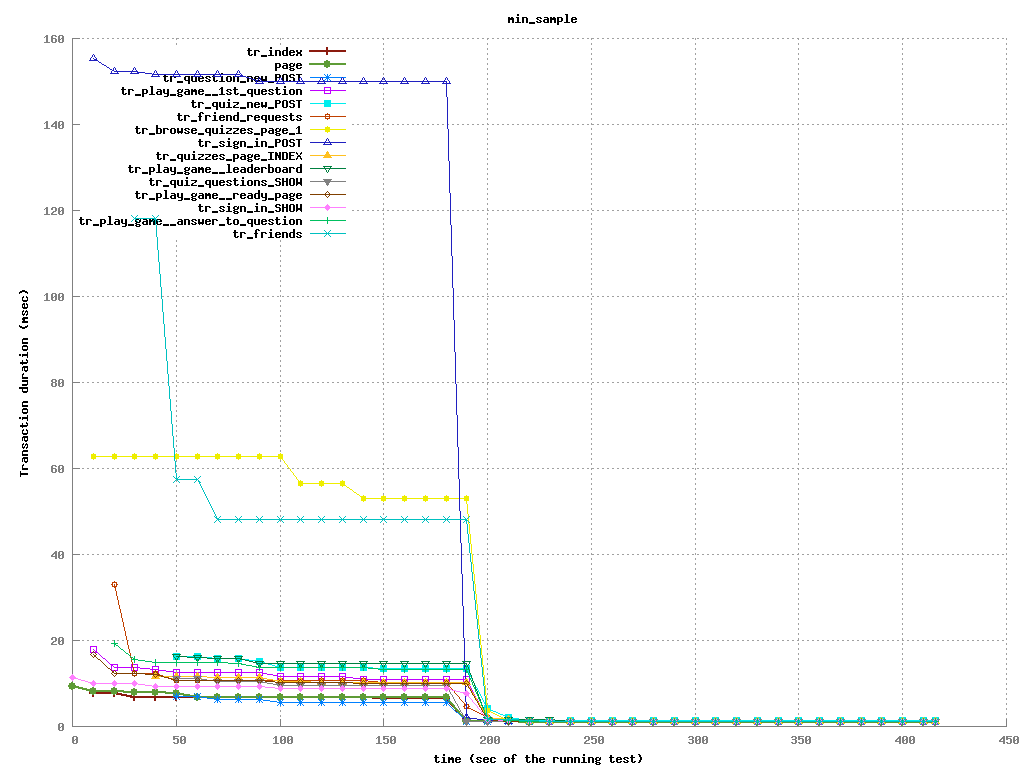 min_sample
160
140
120
100
80
60
40
20
0
Transaction duration (msec)
tr_index
page
tr_question_new_POST
tr_play_game__1st_question
tr_quiz_new_POST
tr_friend_requests
tr_browse_quizzes_page_1
tr_sign_in_POST
tr_quizzes_page_INDEX
tr_play_game__leaderboard
tr_quiz_questions_SHOW
tr_play_game__ready_page
tr_sign_in_SHOW
tr_play_game__answer_to_question
tr_friends
0 50 100 150 200 250 300 350 400 450
time (sec of the running test)